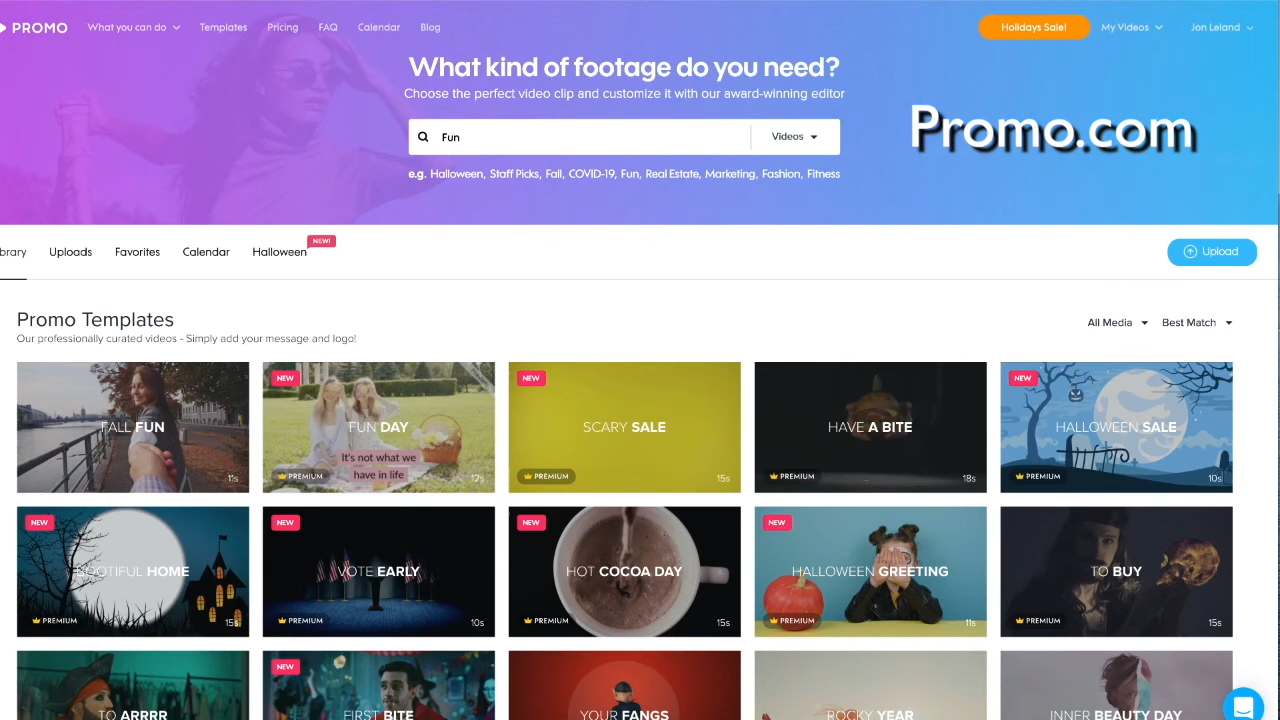 PROMO
What you can do
Templates
Pricing
FAQ
Calendar
Blog
Holidays Sale!
My Videos
Jon Leland
What kind of footage do you need?
Choose the perfect video clip and customize it with our award-winning editor
Fun
Videos
Promo.com
e.g. Halloween, Staff Picks, Fall, COVID-19, Fun, Real Estate, Marketing, Fashion, Fitness
brary
Uploads
Favorites
Calendar
Halloween
NEW!
Upload
Promo Templates
Our professionally curated videos - Simply add your message and logo!
All Media
Best Match
FALL FUN
11s
NEW
FUN DAY
It's not what we
have in life
PREMIUM
12s
NEW
SCARY SALE
PREMIUM
15s
HAVE A BITE
PREMIUM
18s
NEW
HALLOWEEN SALE
PREMIUM
10s
NEW
BOOTIFUL HOME
PREMIUM
15s
NEW
VOTE EARLY
PREMIUM
10s
NEW
HOT COCOA DAY
PREMIUM
15s
NEW
HALLOWEEN GREETING
PREMIUM
11s
TO BUY
PREMIUM
15s
TO ARRRR
NEW
FIRST BITE
YOUR FANGS
ROCKY YEAR
INNER BEAUTY DAY